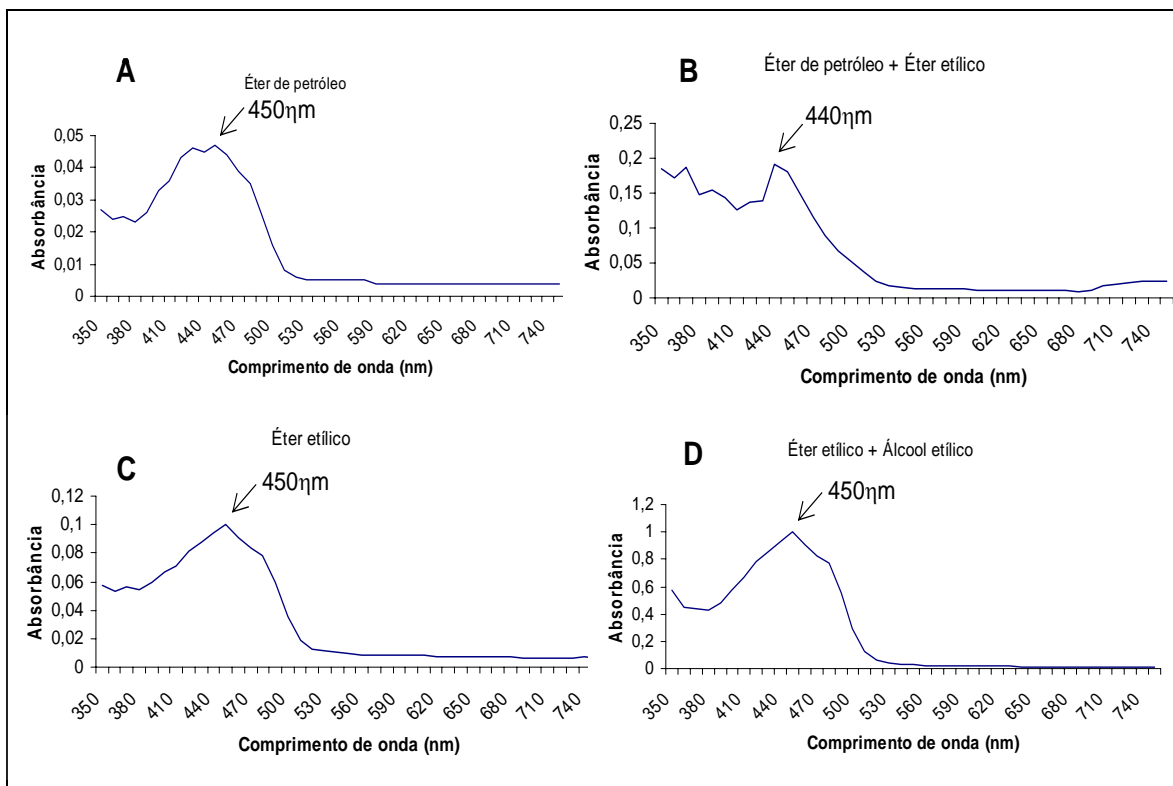 A
Éter de petróleo
450ηm
0,05
0,04
0,03
0,02
0,01
0
Absorbância
350 380 410 440 470 500 530 560 590 620 650 680 710 740
Comprimento de onda (nm)
B
Éter de petróleo + Éter etílico
440ηm
0,25
0,2
0,15
0,1
0,05
0
Absorbância
350 380 410 440 470 500 530 560 590 620 650 680 710 740
Comprimento de onda (nm)
C
Éter etílico
450ηm
0,12
0,1
0,08
0,06
0,04
0,02
0
Absorbância
350 380 410 440 470 500 530 560 590 620 650 680 710 740
Comprimento de onda (nm)
D
Éter etílico + Álcool etílico
450ηm
1,2
1
0,8
0,6
0,4
0,2
0
Absorbância
350 380 410 440 470 500 530 560 590 620 650 680 710 740
Comprimento de onda (nm)